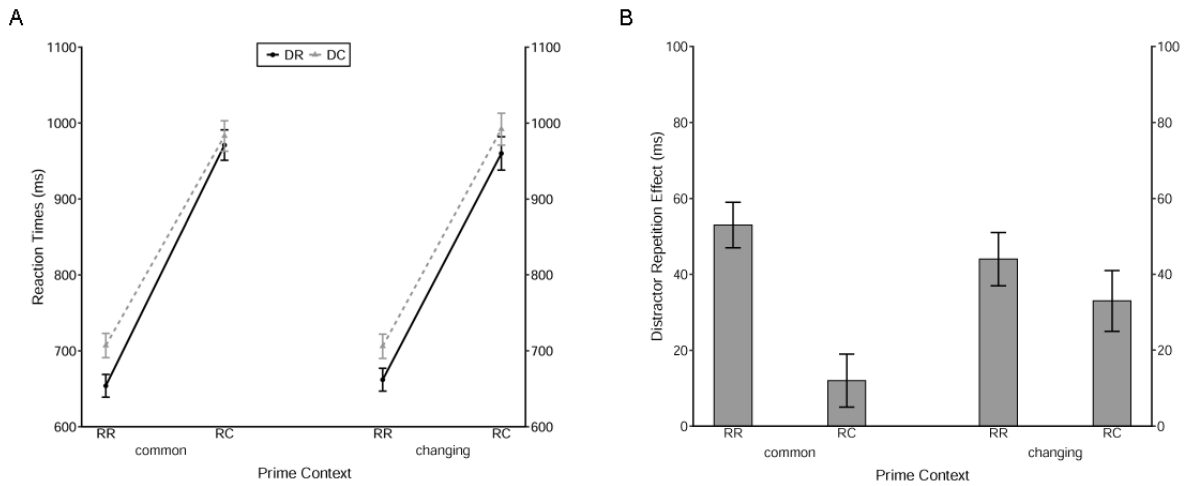 A
1100
1000
900
800
700
600
Reaction Times (ms)
DR DC
1100
1000
900
800
700
600
RR RC RR RC
common changing
Prime Context
B
100
80
60
40
20
0
Distractor Repetition Effect (ms)
100
80
60
40
20
0
RR RC RR RC
common changing
Prime Context